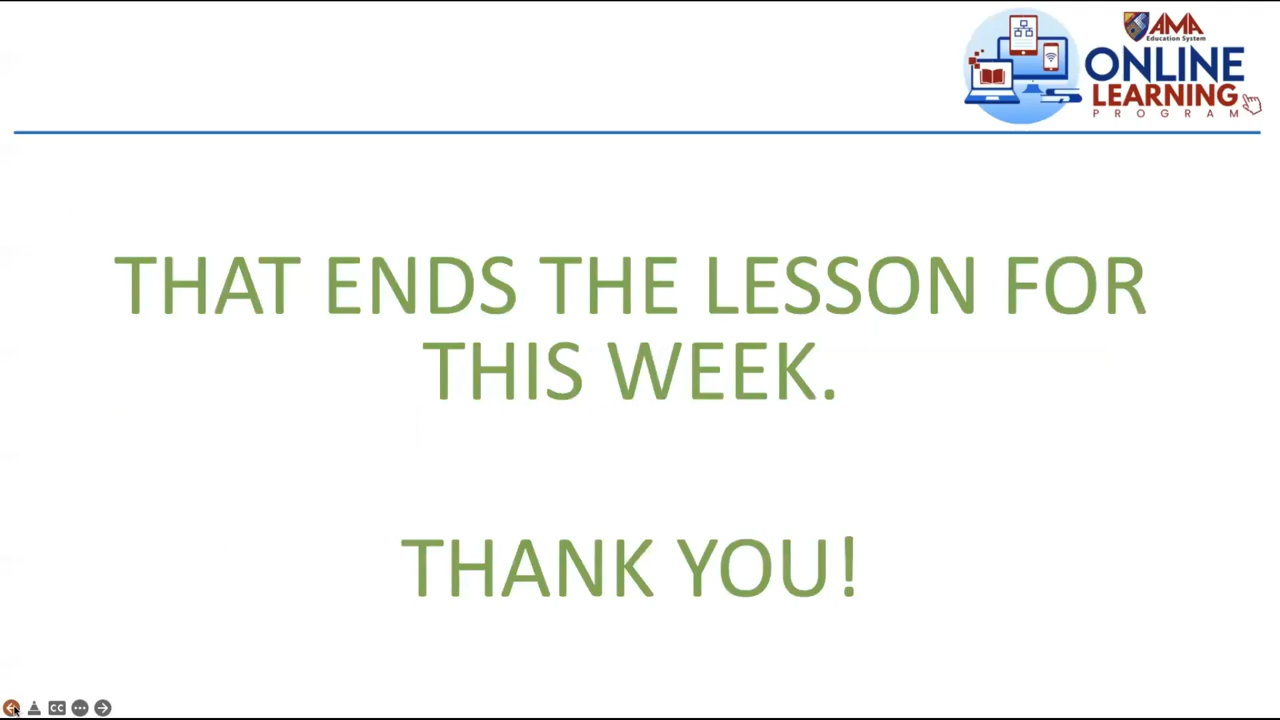 AMA
Education System
ONLINE
LEARNING
PROGRAM
THAT ENDS THE LESSON FOR
THIS WEEK.
THANK YOU!
CC